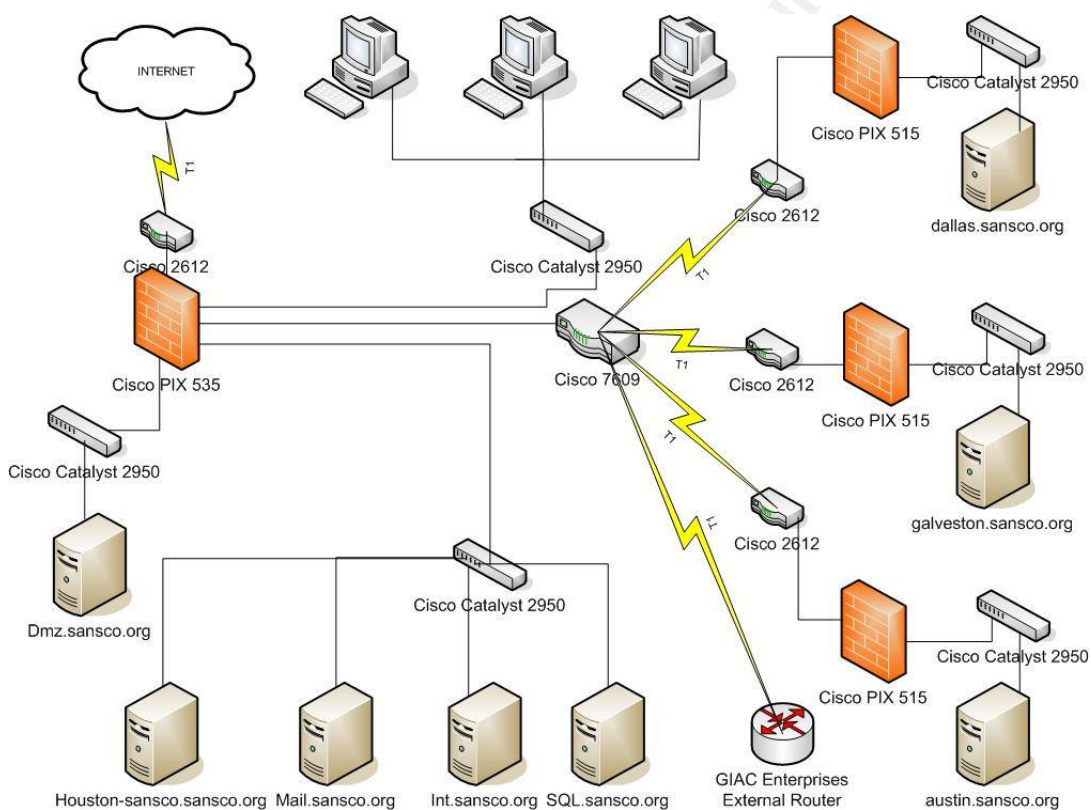 INTERNET
T1
Cisco 2612
Cisco PIX 535
Cisco Catalyst 2950
Dmz.sansco.org
Cisco Catalyst 2950
Cisco 7609
Cisco Catalyst 2950
Houston-sansco.sansco.org
Mail.sansco.org
Int.sansco.org
SQL.sansco.org
T1
Cisco 2612
Cisco PIX 515
Cisco Catalyst 2950
dallas.sansco.org
T1
Cisco 2612
Cisco PIX 515
Cisco Catalyst 2950
galveston.sansco.org
T1
Cisco 2612
Cisco PIX 515
Cisco Catalyst 2950
austin.sansco.org
T1
GIAC Enterprises
External Router